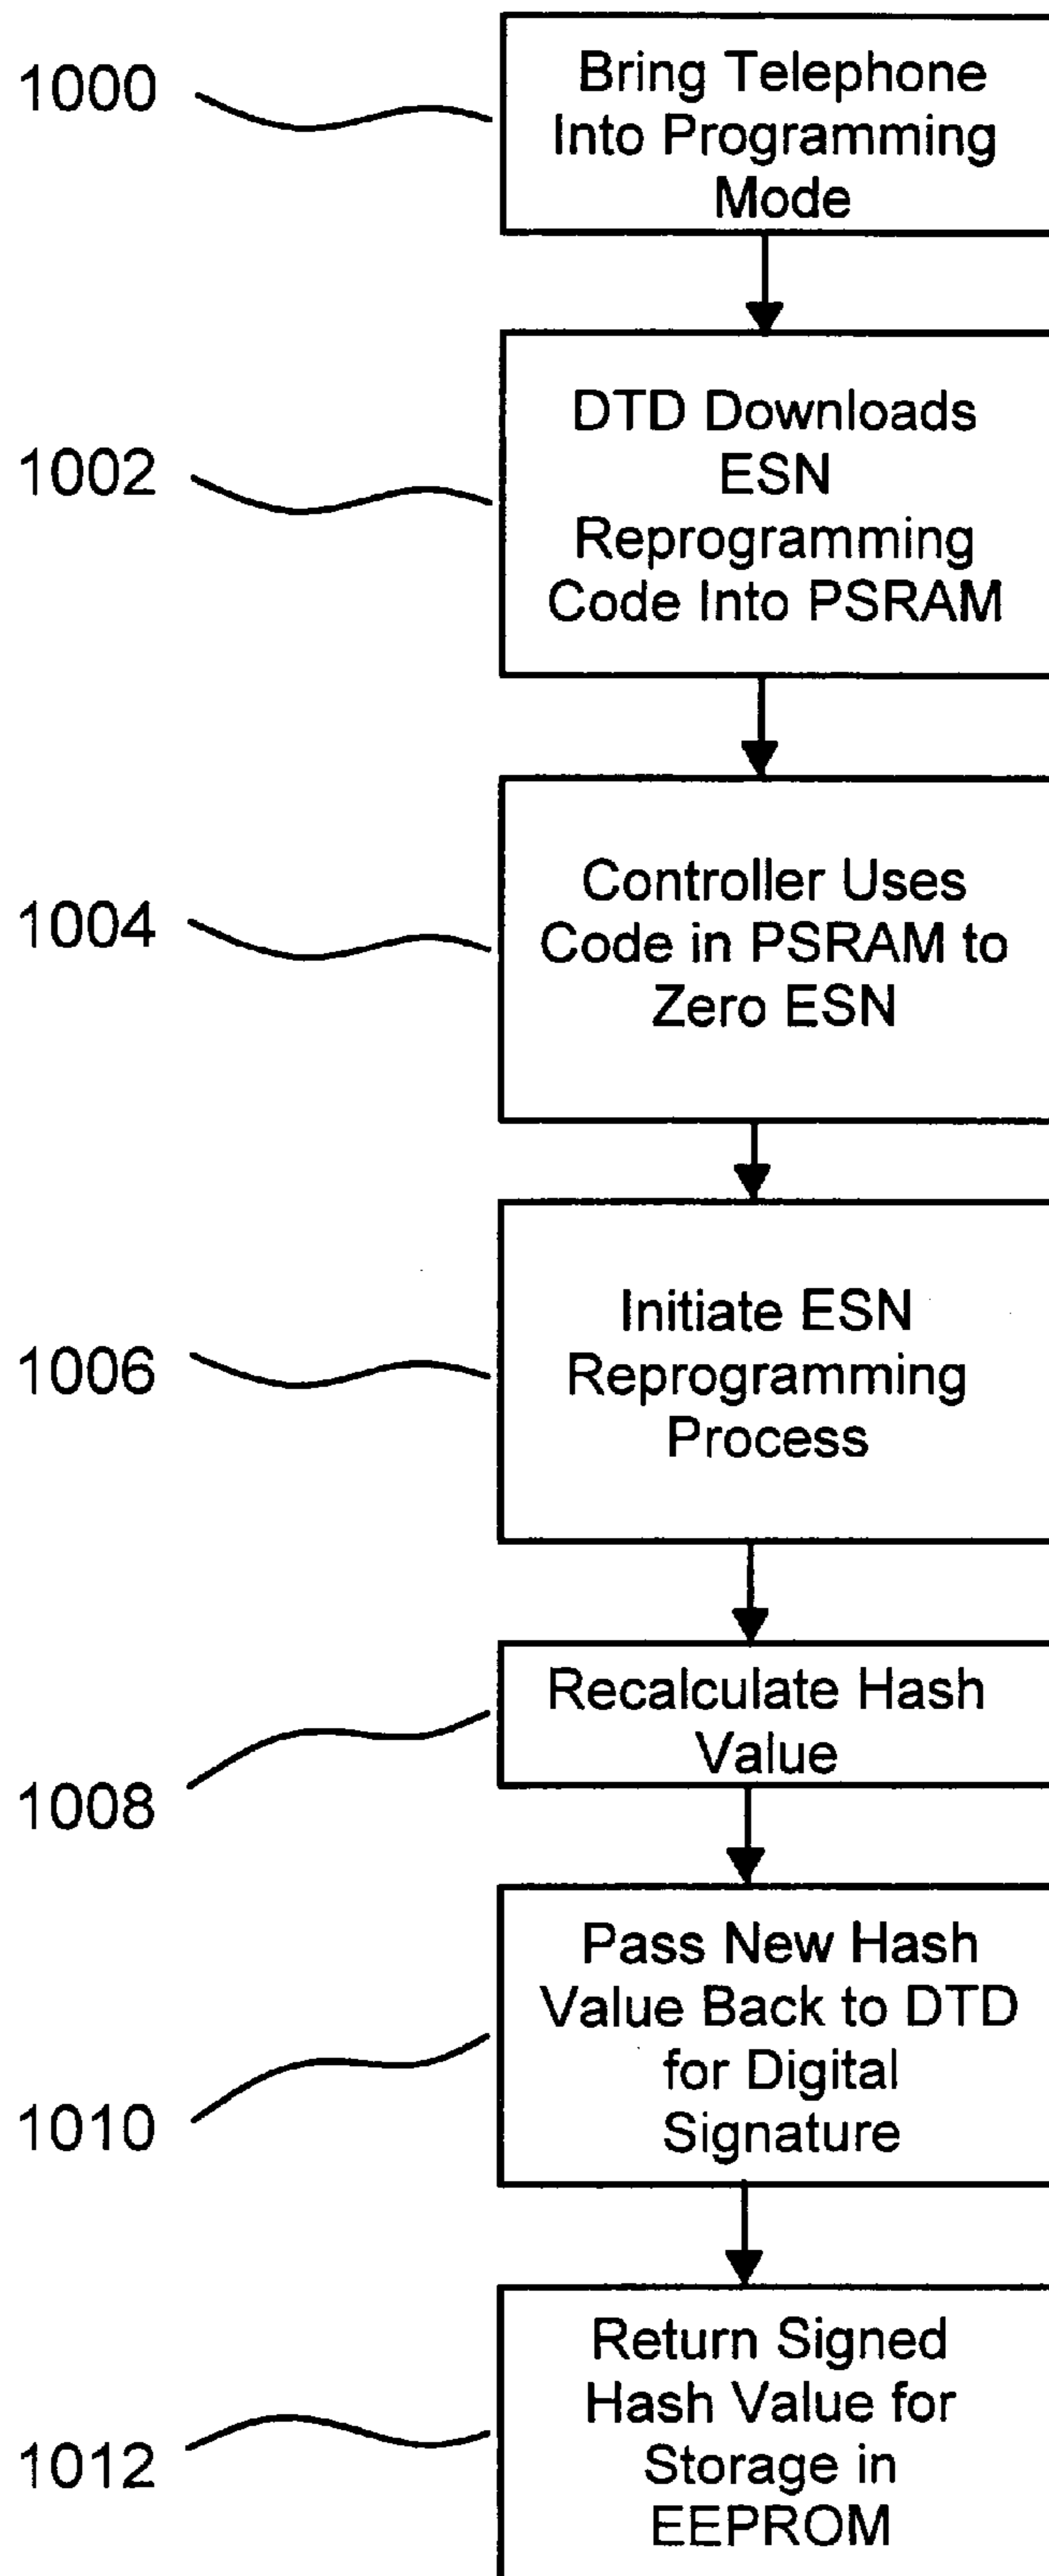 1000
Bring Telephone
Into Programming
Mode
1002
DTD Downloads
ESN
Reprogramming
Code Into PSRAM
1004
Controller Uses
Code in PSRAM to
Zero ESN
1006
Initiate ESN
Reprogramming
Process
1008
Recalculate Hash
Value
1010
Pass New Hash
Value Back to DTD
for Digital
Signature
1012
Return Signed
Hash Value for
Storage in
EEPROM